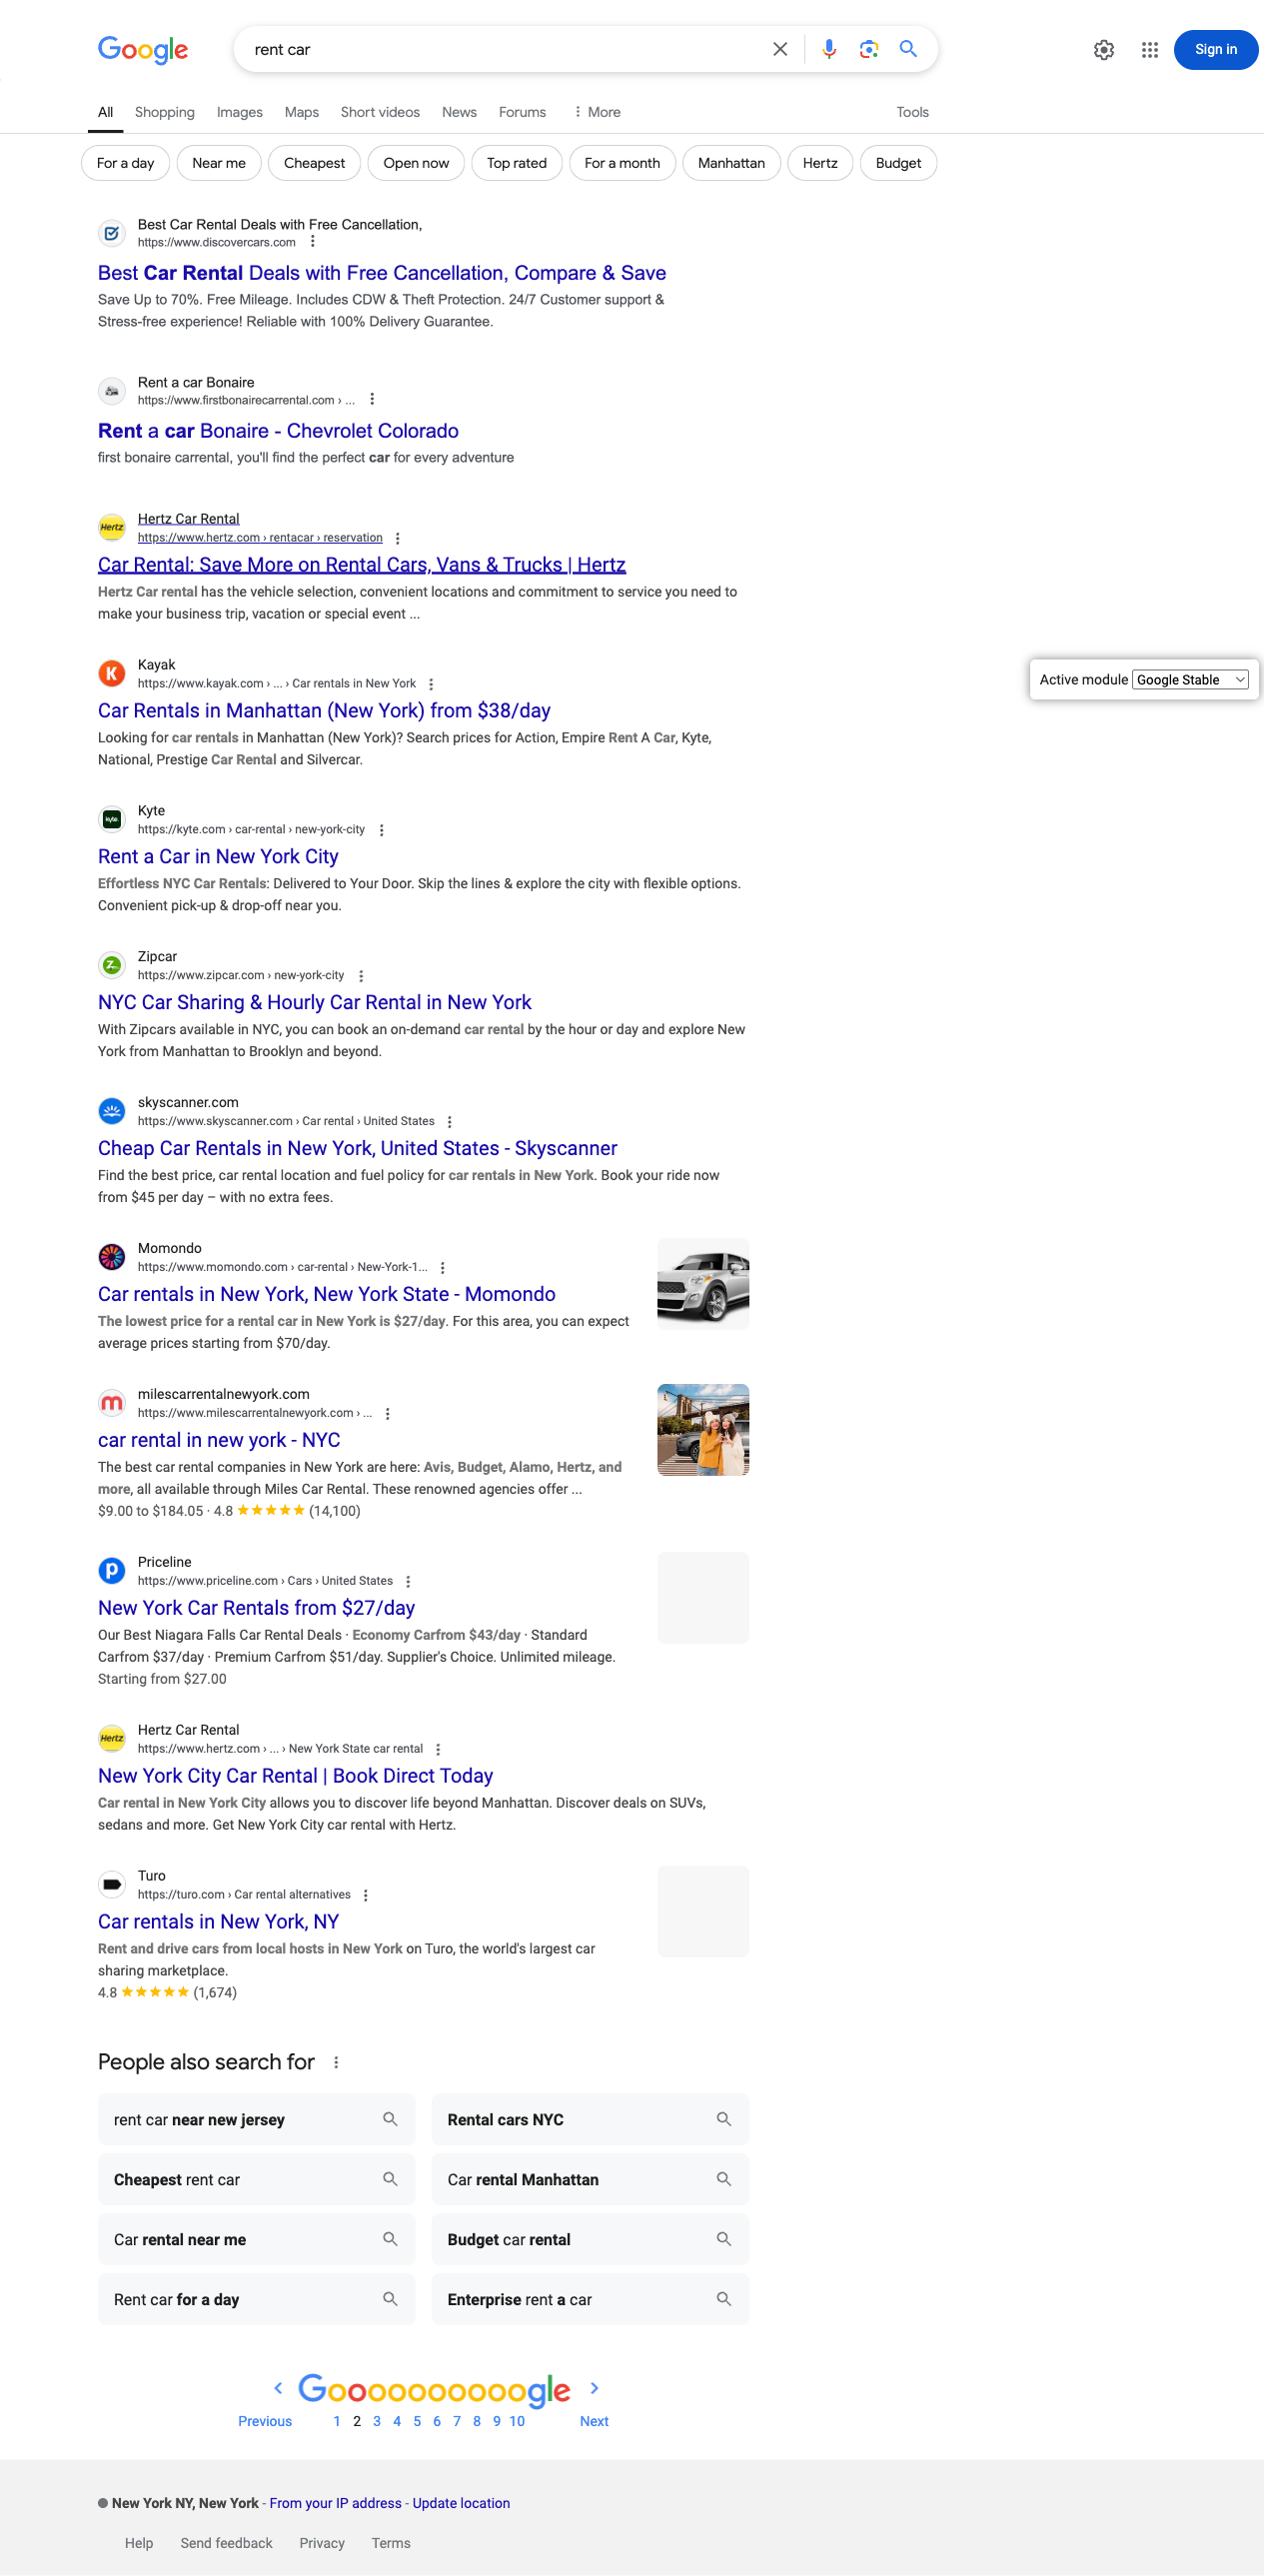 Google
rent car
Sign in
All Shopping Images Maps Short videos News Forums More Tools
For a day Near me Cheapest Open now Top rated For a month Manhattan Hertz Budget
Best Car Rental Deals with Free Cancellation,
https://www.discovercars.com
Best Car Rental Deals with Free Cancellation, Compare & Save
Save Up to 70%. Free Mileage. Includes CDW & Theft Protection. 24/7 Customer support &
Stress-free experience! Reliable with 100% Delivery Guarantee.
Rent a car Bonaire
https://www.firstbonairecarrental.com › ...
Rent a car Bonaire - Chevrolet Colorado
first bonaire carrental, you'll find the perfect car for every adventure
Hertz
Hertz Car Rental
https://www.hertz.com › rentacar › reservation
Car Rental: Save More on Rental Cars, Vans & Trucks | Hertz
Hertz Car rental has the vehicle selection, convenient locations and commitment to service you need to
make your business trip, vacation or special event ...
K
Kayak
https://www.kayak.com › ... › Car rentals in New York
Active module Google Stable
Car Rentals in Manhattan (New York) from $38/day
Looking for car rentals in Manhattan (New York)? Search prices for Action, Empire Rent A Car, Kyte,
National, Prestige Car Rental and Silvercar.
kyte.
Kyte
https://kyte.com › car-rental › new-york-city
Rent a Car in New York City
Effortless NYC Car Rentals: Delivered to Your Door. Skip the lines & explore the city with flexible options.
Convenient pick-up & drop-off near you.
Z
Zipcar
https://www.zipcar.com › new-york-city
NYC Car Sharing & Hourly Car Rental in New York
With Zipcars available in NYC, you can book an on-demand car rental by the hour or day and explore New
York from Manhattan to Brooklyn and beyond.
skyscanner.com
https://www.skyscanner.com › Car rental › United States
Cheap Car Rentals in New York, United States - Skyscanner
Find the best price, car rental location and fuel policy for car rentals in New York. Book your ride now
from $45 per day – with no extra fees.
Momondo
https://www.momondo.com › car-rental › New-York-1...
Car rentals in New York, New York State - Momondo
The lowest price for a rental car in New York is $27/day. For this area, you can expect
average prices starting from $70/day.
m
milescarrentalnewyork.com
https://www.milescarrentalnewyork.com › ...
car rental in new york - NYC
The best car rental companies in New York are here: Avis, Budget, Alamo, Hertz, and
more, all available through Miles Car Rental. These renowned agencies offer ...
$9.00 to $184.05 · 4.8 ★★★★★ (14,100)
p
Priceline
https://www.priceline.com › Cars › United States
New York Car Rentals from $27/day
Our Best Niagara Falls Car Rental Deals · Economy Carfrom $43/day · Standard
Carfrom $37/day · Premium Carfrom $51/day. Supplier's Choice. Unlimited mileage.
Starting from $27.00
Hertz
Hertz Car Rental
https://www.hertz.com › ... › New York State car rental
New York City Car Rental | Book Direct Today
Car rental in New York City allows you to discover life beyond Manhattan. Discover deals on SUVs,
sedans and more. Get New York City car rental with Hertz.
Turo
https://turo.com › Car rental alternatives
Car rentals in New York, NY
Rent and drive cars from local hosts in New York on Turo, the world's largest car
sharing marketplace.
4.8 ★★★★★ (1,674)
People also search for
rent car near new jersey
Rental cars NYC
Cheapest rent car
Car rental Manhattan
Car rental near me
Budget car rental
Rent car for a day
Enterprise rent a car
Goooooooooogle
Previous 1 2 3 4 5 6 7 8 9 10 Next
New York NY, New York - From your IP address - Update location
Help Send feedback Privacy Terms